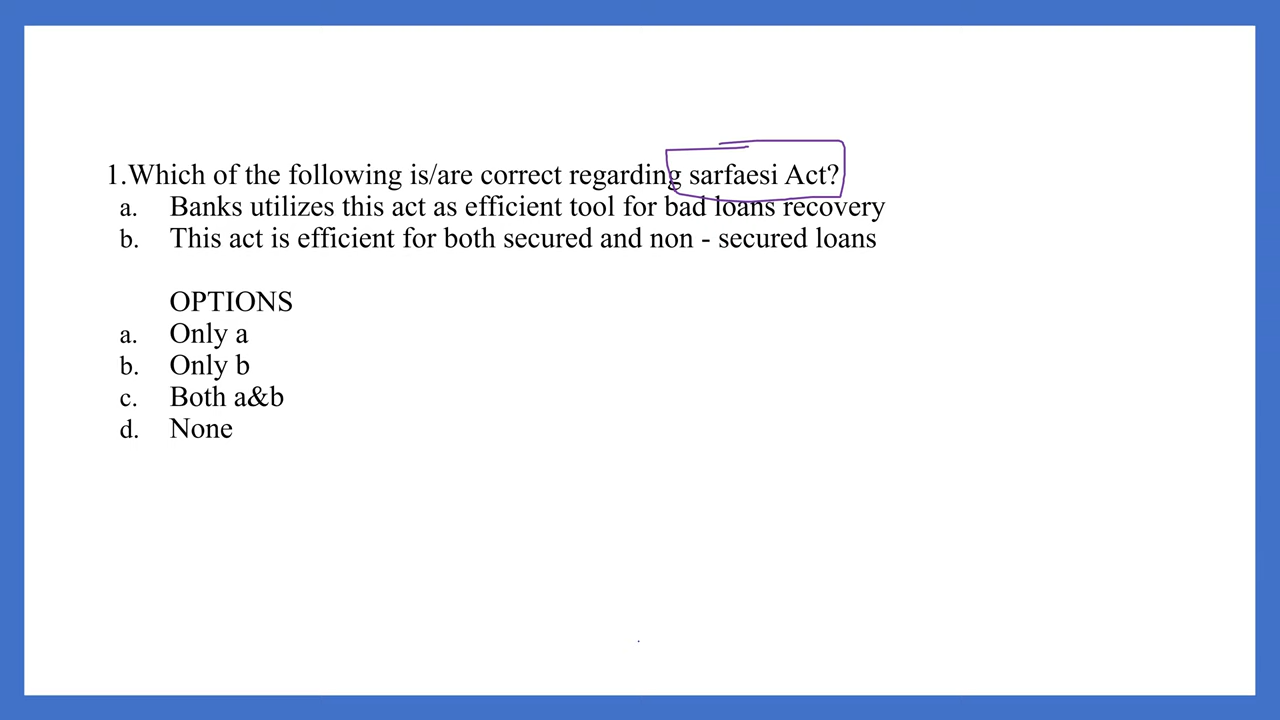 1.Which of the following is/are correct regarding sarfaesi Act?
a. Banks utilizes this act as efficient tool for bad loans recovery
b. This act is efficient for both secured and non - secured loans
OPTIONS
a. Only a
b. Only b
c. Both a&b
d. None